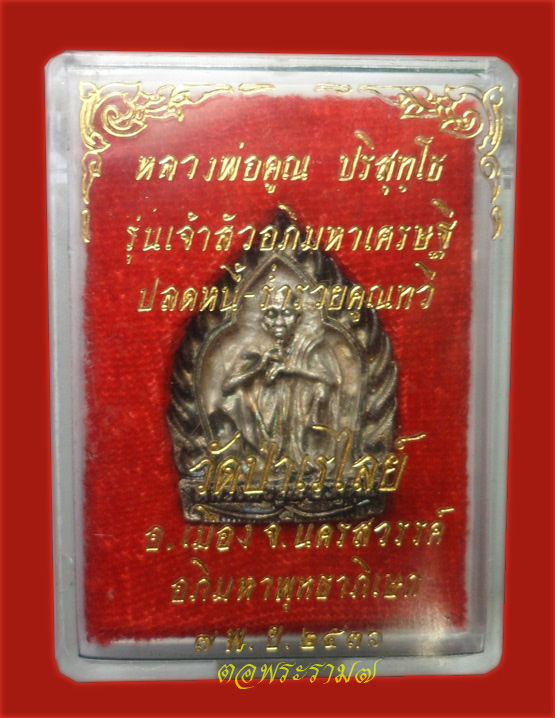 หลวงพ่อคูณ ปริสุทฺโธ
รุ่นเจ้าสัวอภิมหาเศรษฐี
ปลดหนี้-ร่ำรวยคูณทวี
วัดป่าเรไลย์
อ.เมือง จ.นครสวรรค์
อภิมหาพุทธาภิเษก
๗ พ.ย. ๒๕๓๖
ต๋อพระราม๗